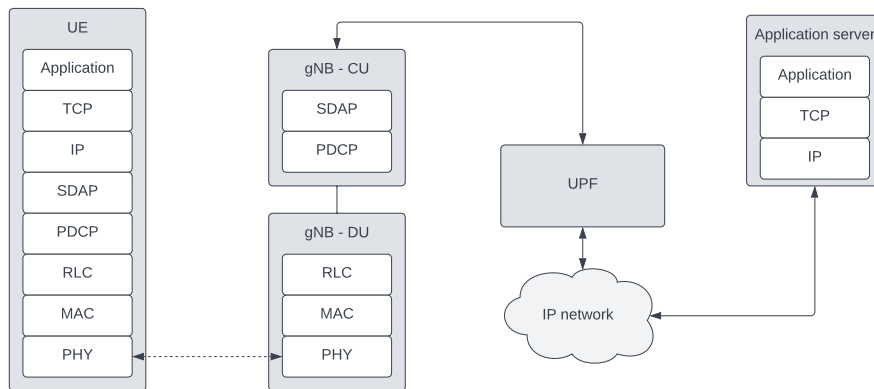 UE
Application
TCP
IP
SDAP
PDCP
RLC
MAC
PHY
gNB - CU
SDAP
PDCP
gNB - DU
RLC
MAC
PHY
UPF
IP network
Application server
Application
TCP
IP